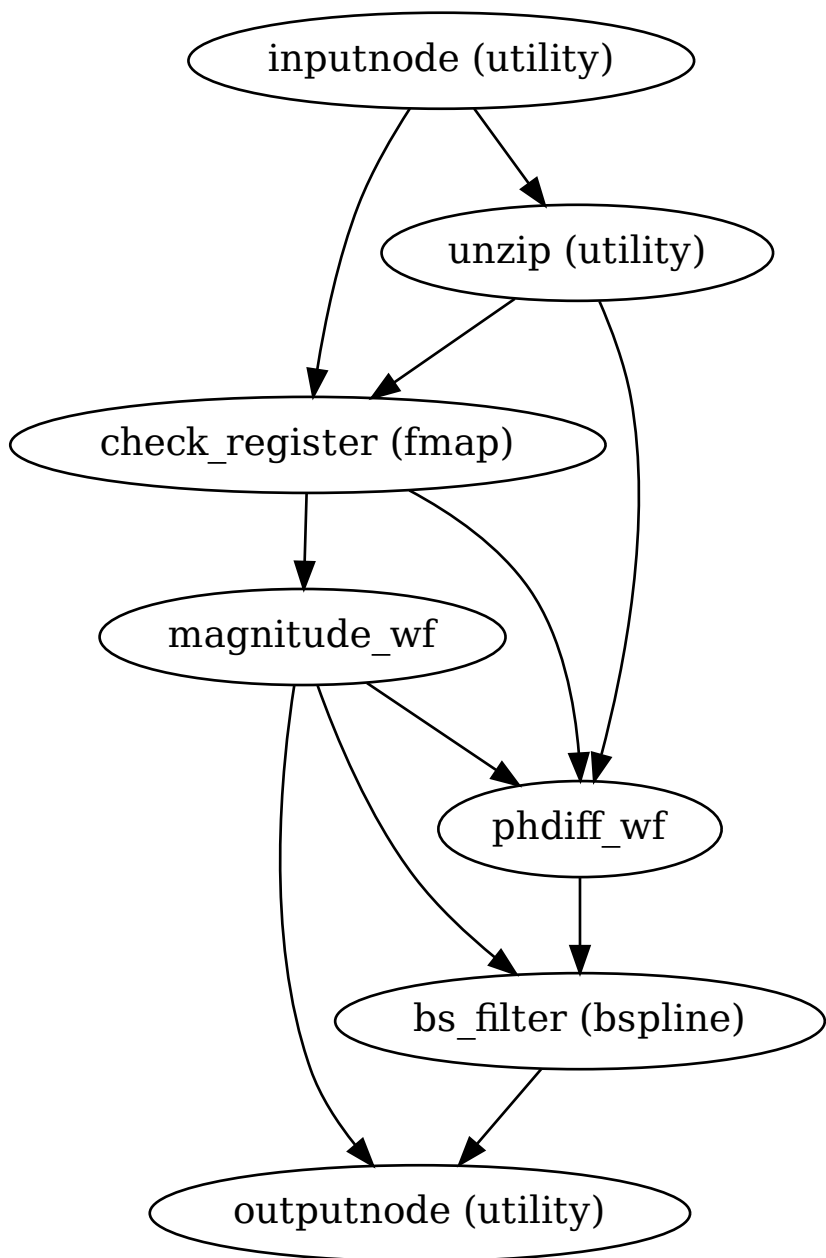 inputnode (utility)
unzip (utility)
check_register (fmap)
magnitude_wf
phdiff_wf
bs_filter (bspline)
outputnode (utility)